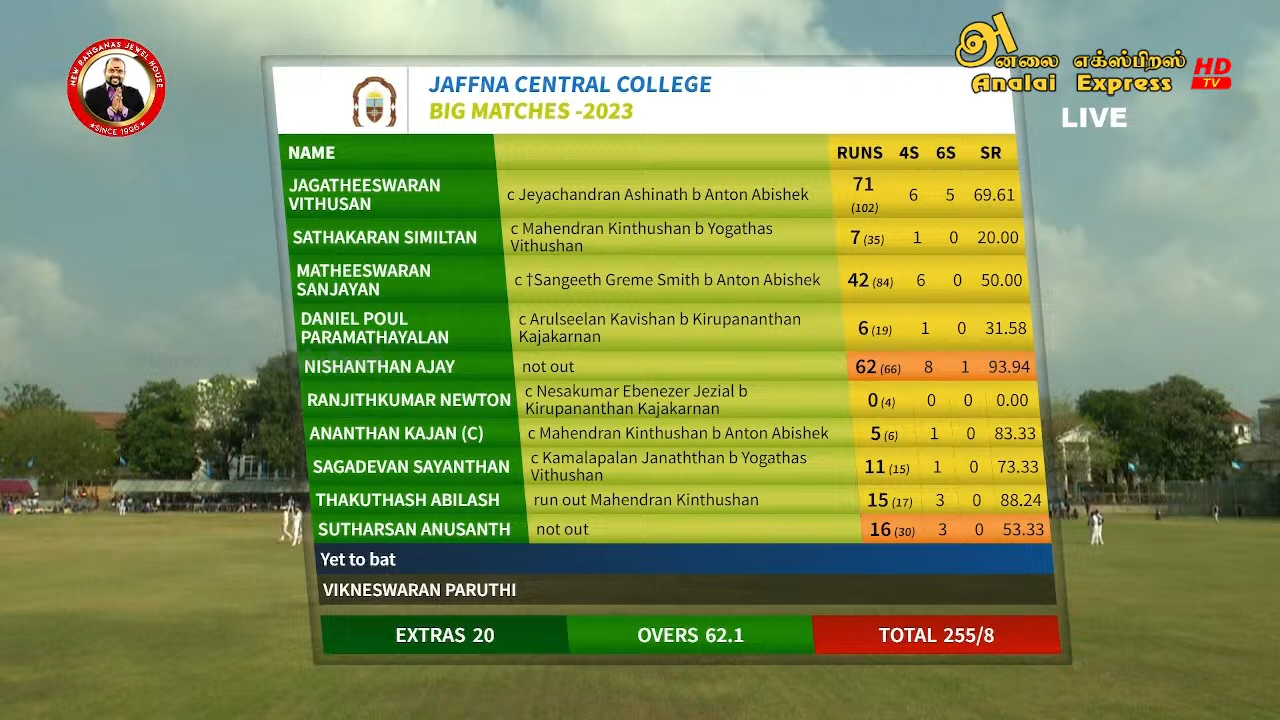 NEW RANGANAS JEWEL HOUSE
★SINCE 1936★
அனலை எக்ஸ்பிறஸ்
Analai Express
HD
TV
LIVE
JAFFNA CENTRAL COLLEGE
BIG MATCHES -2023
NAME RUNS 4S 6S SR
JAGATHEESWARAN
VITHUSAN
c Jeyachandran Ashinath b Anton Abishek
71
(102)
6 5 69.61
SATHAKARAN SIMILTAN
c Mahendran Kinthushan b Yogathas
Vithushan
7 (35) 1 0 20.00
MATHEESWARAN
SANJAYAN
c †Sangeeth Greme Smith b Anton Abishek
42 (84) 6 0 50.00
DANIEL POUL
PARAMATHAYALAN
c Arulseelan Kavishan b Kirupananthan
Kajakarnan
6 (19) 1 0 31.58
NISHANTHAN AJAY not out 62 (66) 8 1 93.94
RANJITHKUMAR NEWTON
c Nesakumar Ebenezer Jezial b
Kirupananthan Kajakarnan
0 (4) 0 0 0.00
ANANTHAN KAJAN (C) c Mahendran Kinthushan b Anton Abishek 5 (6) 1 0 83.33
SAGADEVAN SAYANTHAN
c Kamalapalan Janaththan b Yogathas
Vithushan
11 (15) 1 0 73.33
THAKUTHASH ABILASH run out Mahendran Kinthushan 15 (17) 3 0 88.24
SUTHARSAN ANUSANTH not out 16 (30) 3 0 53.33
Yet to bat
VIKNESWARAN PARUTHI
EXTRAS 20 OVERS 62.1 TOTAL 255/8